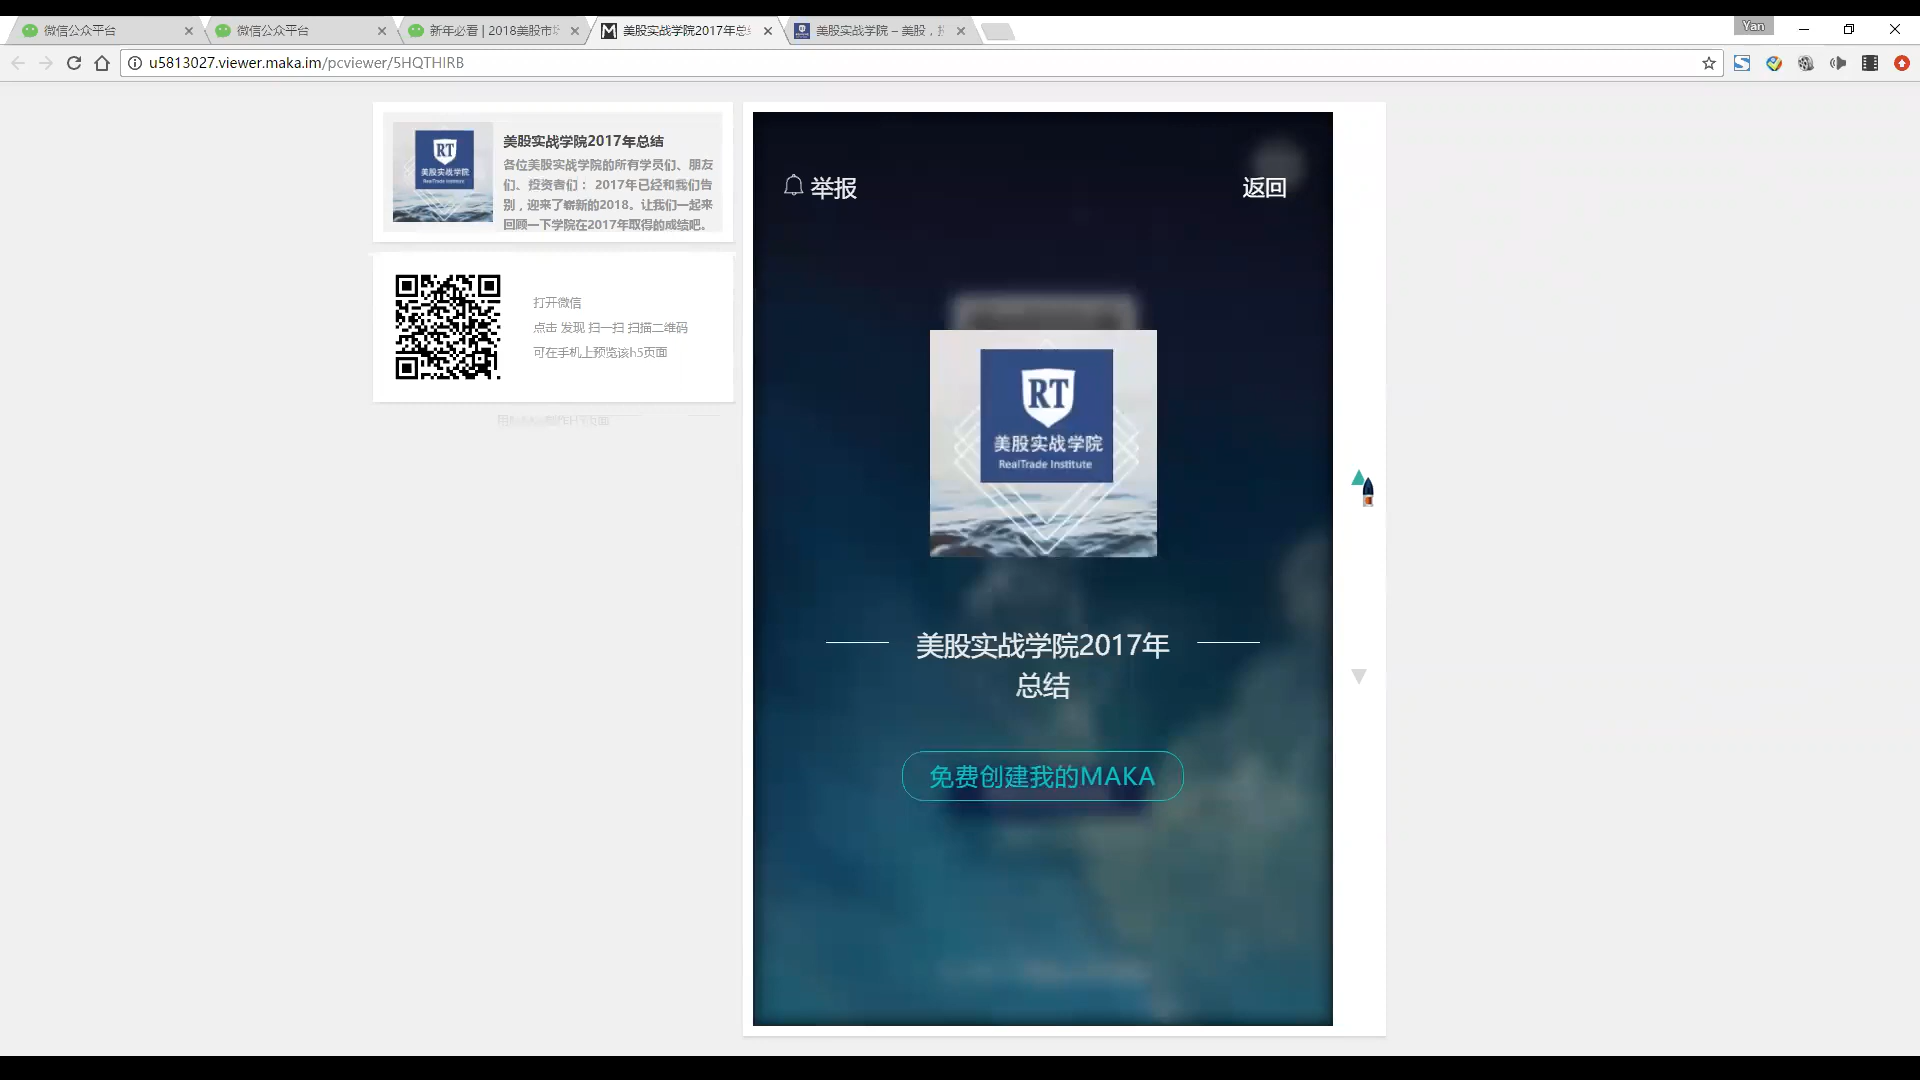 微信公众平台
微信公众平台
新年必看 | 2018美股市
美股实战学院2017年总
美股实战学院 – 美股，
Yan
u5813027.viewer.maka.im/pcviewer/5HQTHIRB
RT
美股实战学院
RealTrade Institute
美股实战学院2017年总结
各位美股实战学院的所有学员们、朋友
们、投资者们： 2017年已经和我们告
别，迎来了崭新的2018。让我们一起来
回顾一下学院在2017年取得的成绩吧。
打开微信
点击 发现 扫一扫 扫描二维码
可在手机上预览该h5页面
举报
返回
RT
美股实战学院
RealTrade Institute
美股实战学院2017年
总结
免费创建我的MAKA